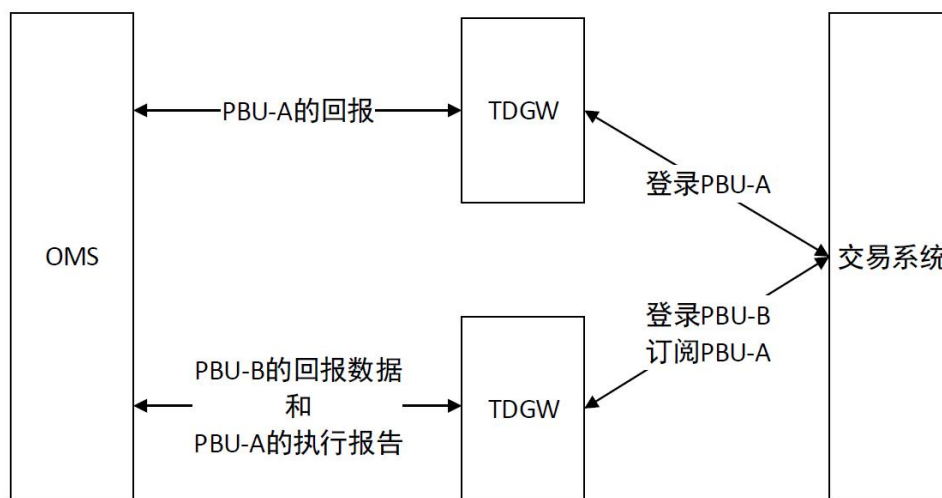 PBU-A的回报
TDGW
登录PBU-A
OMS
交易系统
登录PBU-B
订阅PBU-A
PBU-B的回报数据
和
PBU-A的执行报告
TDGW